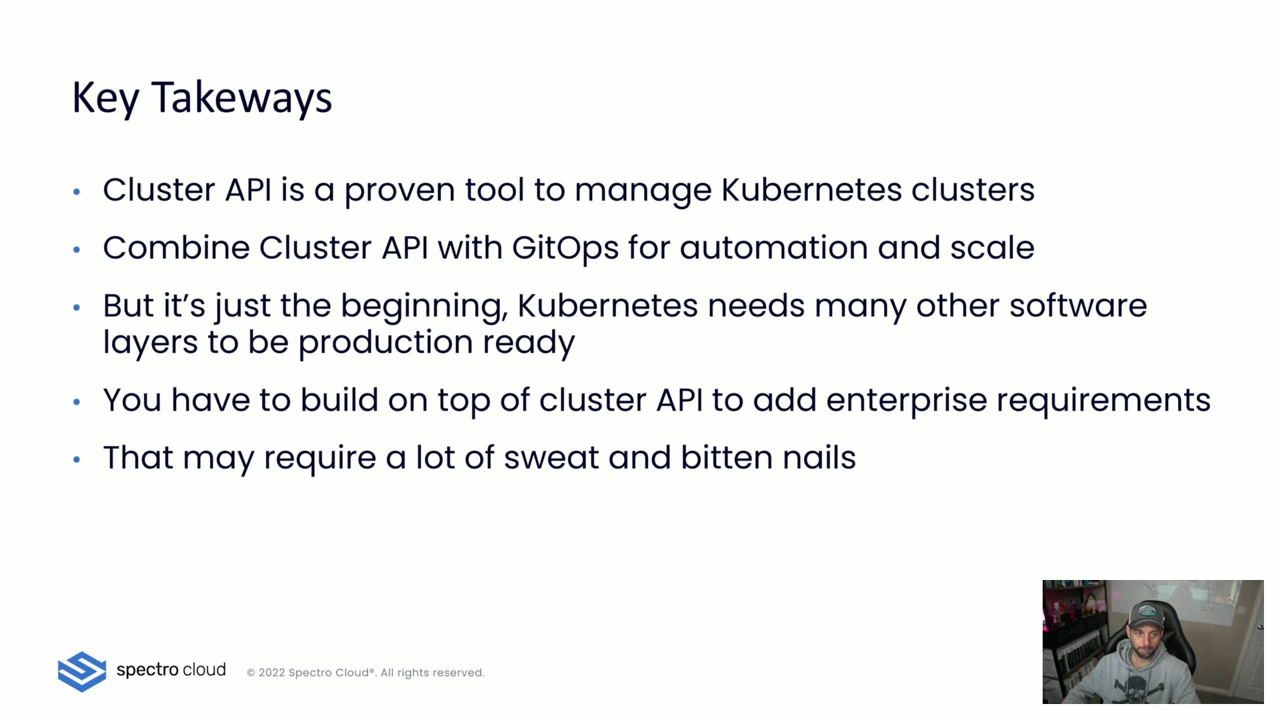 Key Takeways
• Cluster API is a proven tool to manage Kubernetes clusters
• Combine Cluster API with GitOps for automation and scale
• But it’s just the beginning, Kubernetes needs many other software
layers to be production ready
• You have to build on top of cluster API to add enterprise requirements
• That may require a lot of sweat and bitten nails
spectro cloud
© 2022 Spectro Cloud®. All rights reserved.